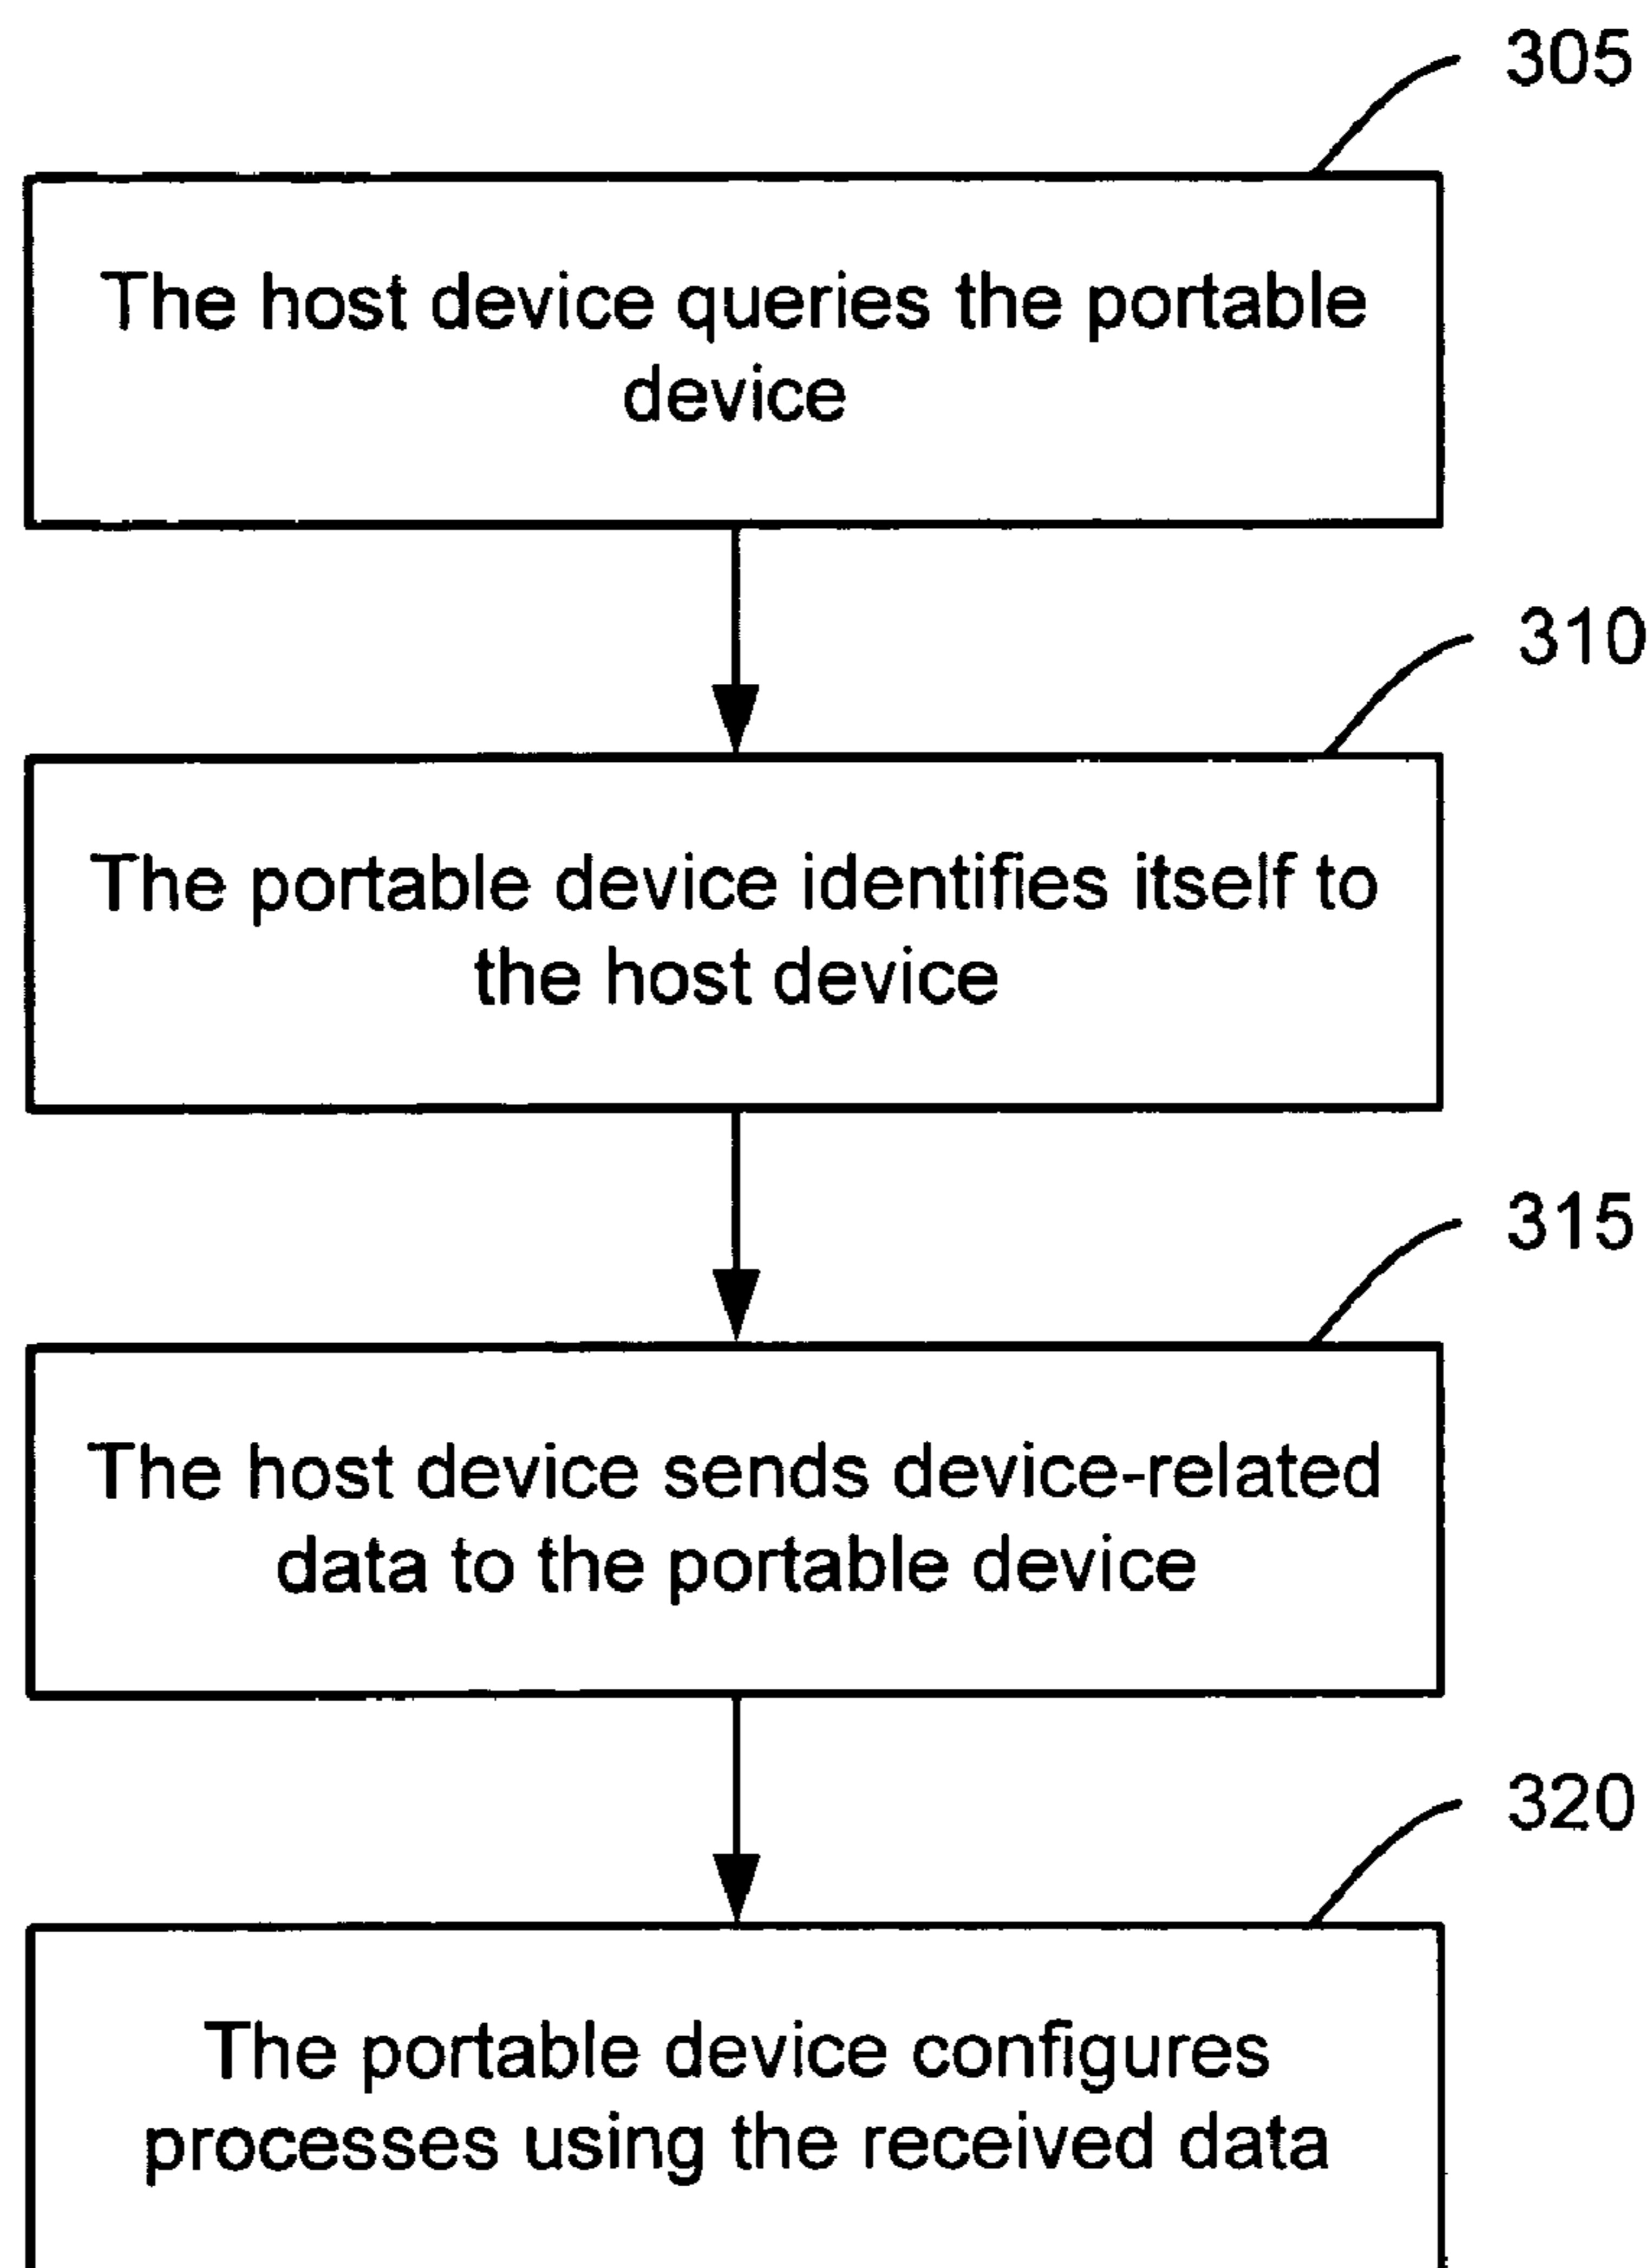 305
The host device queries the portable
device
310
The portable device identifies itself to
the host device
315
The host device sends device-related
data to the portable device
320
The portable device configures
processes using the received data